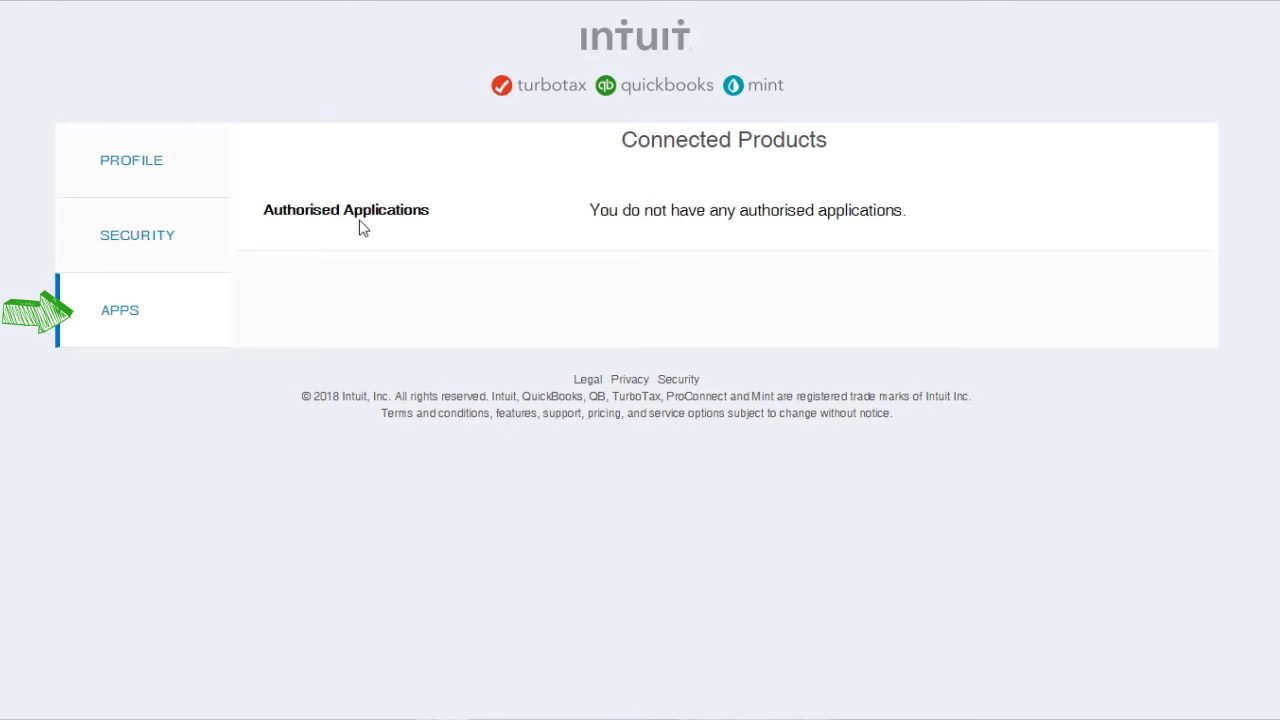 intuit
turbotax qb quickbooks mint
Connected Products
PROFILE
Authorised Applications You do not have any authorised applications.
SECURITY
APPS
Legal Privacy Security
© 2018 Intuit, Inc. All rights reserved. Intuit, QuickBooks, QB, TurboTax, ProConnect and Mint are registered trade marks of Intuit Inc.
Terms and conditions, features, support, pricing, and service options subject to change without notice.